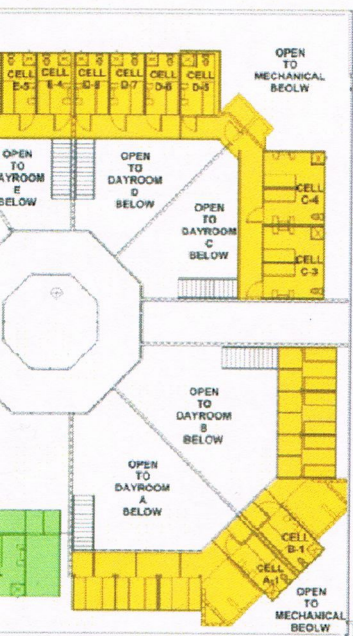 OPEN
TO
MECHANICAL
BEOLW
CELL
E-5
CELL
E-4
CELL
D-8
CELL
D-7
CELL
D-6
CELL
D-5
OPEN
TO
AYROOM
E
BELOW
OPEN
TO
DAYROOM
D
BELOW
OPEN
TO
DAYROOM
C
BELOW
CELL
C-4
CELL
C-3
OPEN
TO
DAYROOM
B
BELOW
OPEN
TO
DAYROOM
A
BELOW
CELL
B-1
CELL
A-1
OPEN
TO
MECHANICAL
BEOLW